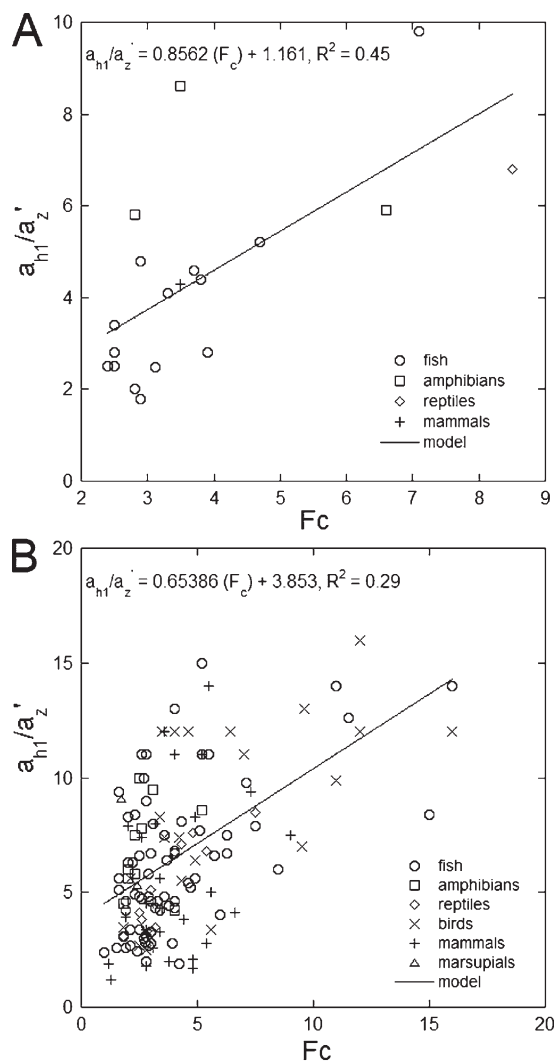 A
a_h1/a_z' = 0.8562 (F_c) + 1.161, R² = 0.45
10
8
6
4
2
0
a_h1/a_z'
fish
amphibians
reptiles
mammals
model
2 3 4 5 6 7 8 9
Fc
B
a_h1/a_z' = 0.65386 (F_c) + 3.853, R² = 0.29
20
15
10
5
0
a_h1/a_z'
fish
amphibians
reptiles
birds
mammals
marsupials
model
0 5 10 15 20
Fc